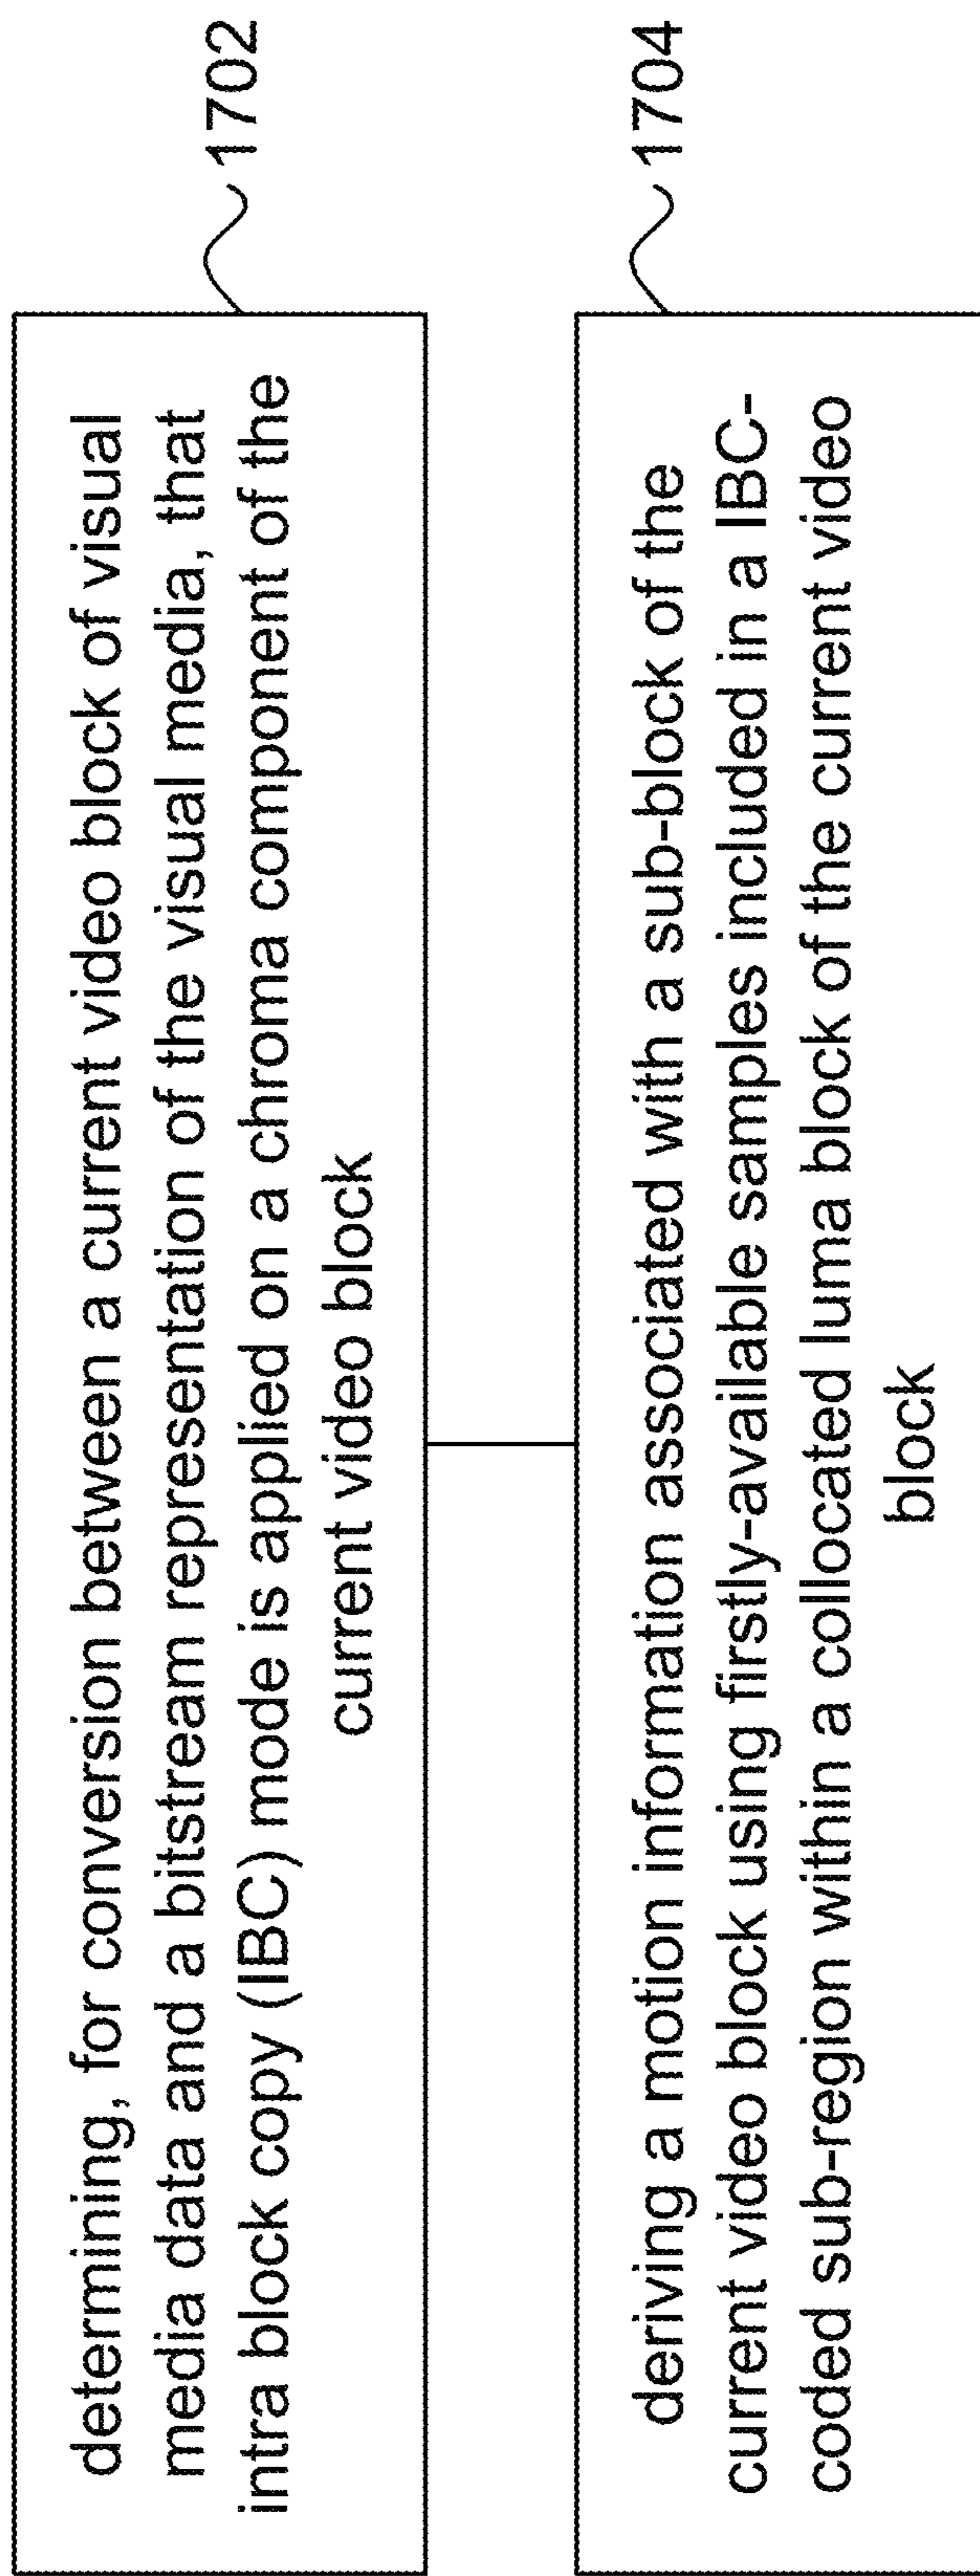 determining, for conversion between a current video block of visual
media data and a bitstream representation of the visual media, that
intra block copy (IBC) mode is applied on a chroma component of the
current video block
1702
deriving a motion information associated with a sub-block of the
current video block using firstly-available samples included in a IBC-
coded sub-region within a collocated luma block of the current video
block
1704